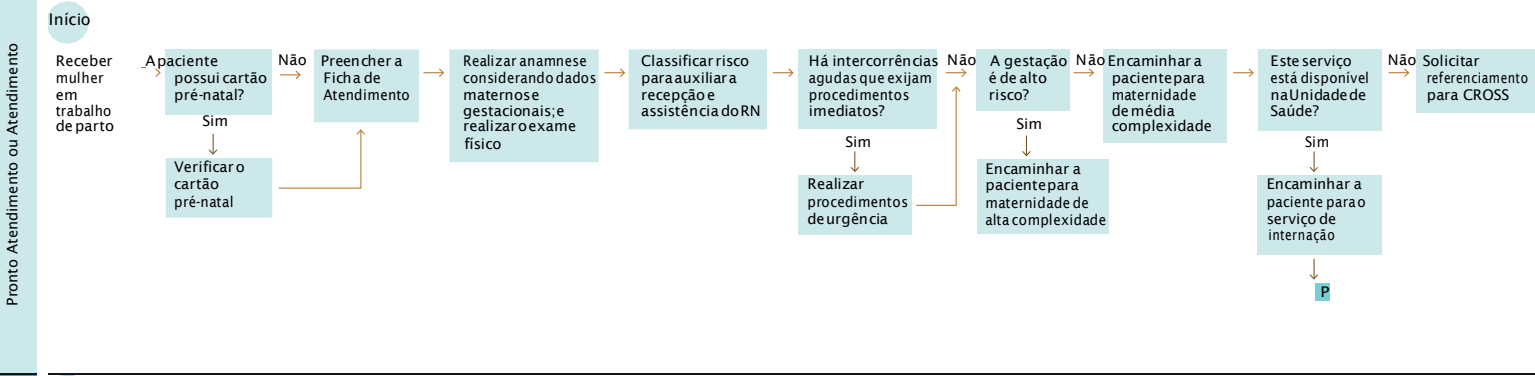 Pronto Atendimento ou Atendimento
Início
Receber
mulher
em
trabalho
de parto
A paciente
possui cartão
pré-natal?
Não
Sim
Verificar o
cartão
pré-natal
Preencher a
Ficha de
Atendimento
Realizar anamnese
considerando dados
maternos e
gestacionais; e
realizar o exame
físico
Classificar risco
para auxiliar a
recepção e
assistência do RN
Há intercorrências
agudas que exijam
procedimentos
imediatos?
Não
Sim
Realizar
procedimentos
de urgência
A gestação
é de alto
risco?
Não
Sim
Encaminhar a
paciente para
maternidade de
alta complexidade
Encaminhar a
paciente para
maternidade
de média
complexidade
Este serviço
está disponível
na Unidade de
Saúde?
Não
Sim
Encaminhar a
paciente para o
serviço de
internação
P
Solicitar
referenciamento
para CROSS